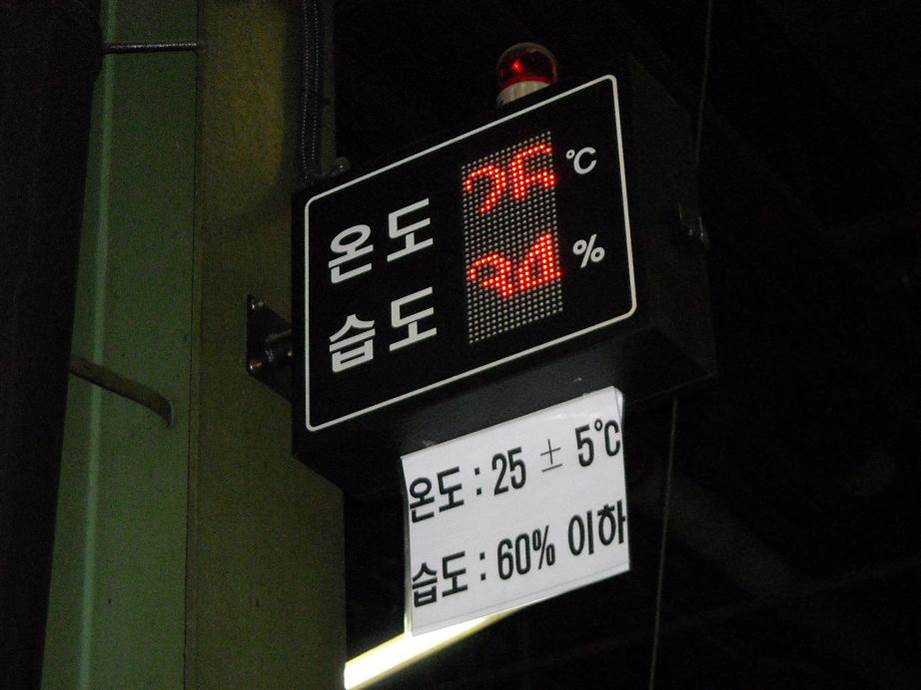 온도 ℃
습도 %
온도 : 25 ± 5℃
습도 : 60% 이하